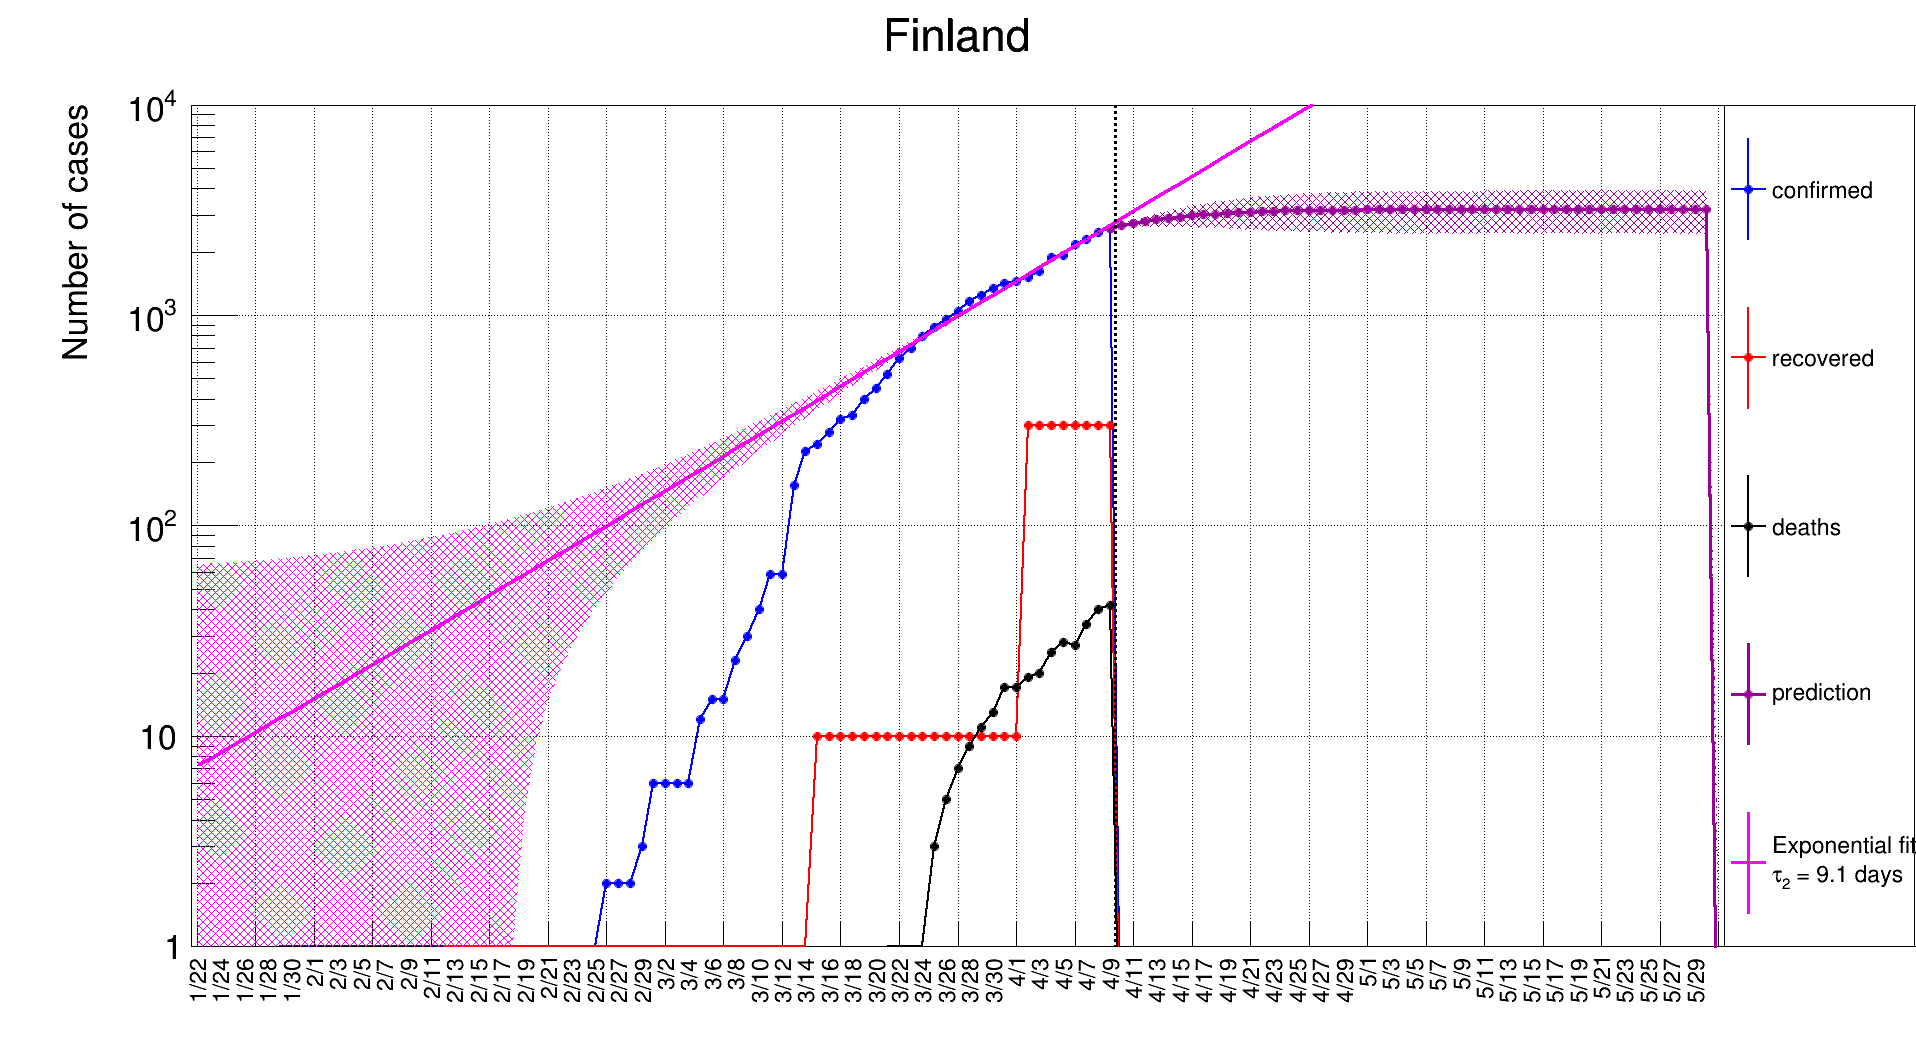 Finland
Number of cases
10^4
10^3
10^2
10
1
1/22 1/24 1/26 1/28 1/30 2/1 2/3 2/5 2/7 2/9 2/11 2/13 2/15 2/17 2/19 2/21 2/23 2/25 2/27 2/29 3/2 3/4 3/6 3/8 3/10 3/12 3/14 3/16 3/18 3/20 3/22 3/24 3/26 3/28 3/30 4/1 4/3 4/5 4/7 4/9 4/11 4/13 4/15 4/17 4/19 4/21 4/23 4/25 4/27 4/29 5/1 5/3 5/5 5/7 5/9 5/11 5/13 5/15 5/17 5/19 5/21 5/23 5/25 5/27 5/29
confirmed
recovered
deaths
prediction
Exponential fit
τ₂ = 9.1 days